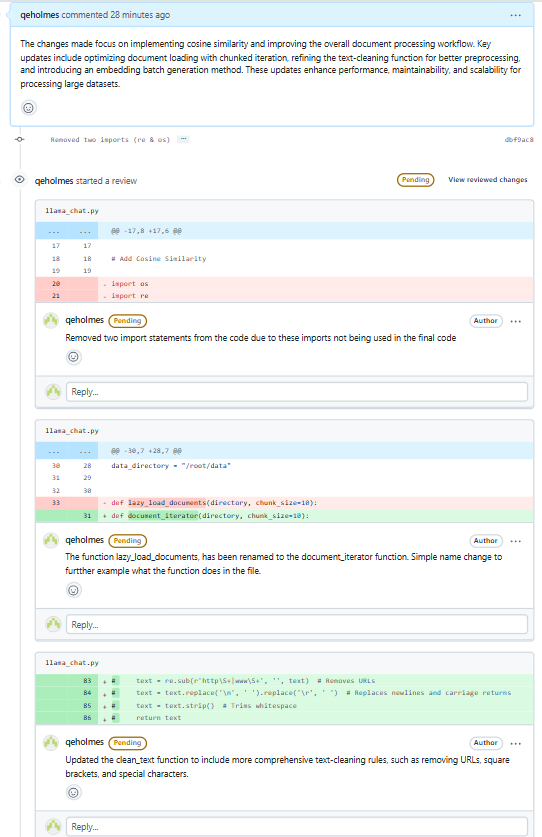 qeholmes commented 28 minutes ago ...
The changes made focus on implementing cosine similarity and improving the overall document processing workflow. Key
updates include optimizing document loading with chunked iteration, refining the text-cleaning function for better preprocessing,
and introducing an embedding batch generation method. These updates enhance performance, maintainability, and scalability for
processing large datasets.
Removed two imports (re & os) ... dbf9ac8
qeholmes started a review Pending View reviewed changes
llama_chat.py
... ... @@ -17,8 +17,6 @@
17 17
18 18 # Add Cosine Similarity
19 19
20 - import os
21 - import re
qeholmes Pending Author ...
Removed two import statements from the code due to these imports not being used in the final code
Reply...
llama_chat.py
... ... @@ -30,7 +28,7 @@
30 28 data_directory = "/root/data"
31 29
32 30
33 - def lazy_load_documents(directory, chunk_size=10):
31 + def document_iterator(directory, chunk_size=10):
qeholmes Pending Author ...
The function lazy_load_documents, has been renamed to the document_iterator function. Simple name change to
furtther example what the function does in the file.
Reply...
llama_chat.py
83 + # text = re.sub(r'http\S+|www\S+', '', text) # Removes URLs
84 + # text = text.replace('\n', ' ').replace('\r', ' ') # Replaces newlines and carriage returns
85 + # text = text.strip() # Trims whitespace
86 + # return text
qeholmes Pending Author ...
Updated the clean_text function to include more comprehensive text-cleaning rules, such as removing URLs, square
brackets, and special characters.
Reply...